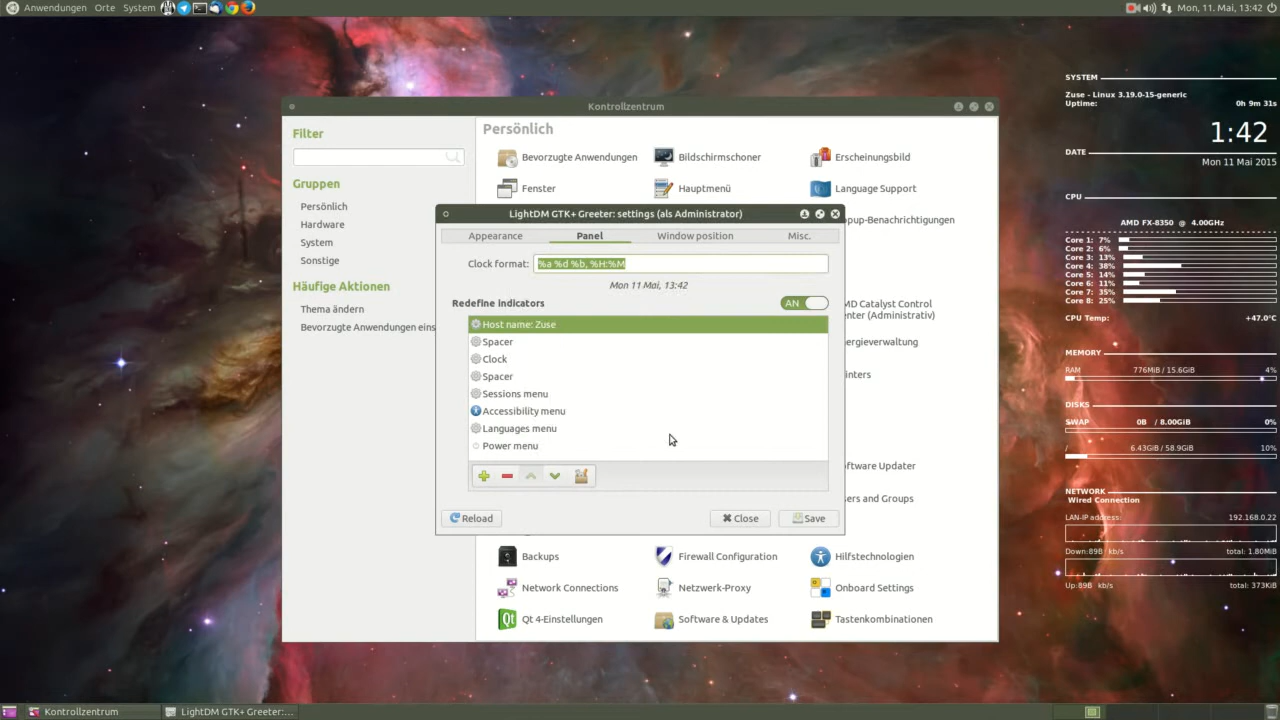 Anwendungen Orte System
Mon, 11. Mai, 13:42
Kontrollzentrum
Filter
Gruppen
Persönlich
Hardware
System
Sonstige
Häufige Aktionen
Thema ändern
Bevorzugte Anwendungen eins
Persönlich
Bevorzugte Anwendungen
Bildschirmschoner
Erscheinungsbild
Fenster
Hauptmenü
Language Support
opup-Benachrichtigungen
LightDM GTK+ Greeter: settings (als Administrator)
Appearance
Panel
Window position
Misc.
Clock format: %a %d %b, %H:%M
Mon 11 Mai, 13:42
Redefine indicators
AN
Host name: Zuse
Spacer
Clock
Spacer
Sessions menu
Accessibility menu
Languages menu
Power menu
Reload
Close
Save
MD Catalyst Control
enter (Administrativ)
ergieverwaltung
inters
oftware Updater
sers and Groups
Backups
Firewall Configuration
Hilfstechnologien
Network Connections
Netzwerk-Proxy
Onboard Settings
Qt 4-Einstellungen
Software & Updates
Tastenkombinationen
SYSTEM
Zuse - Linux 3.19.0-15-generic
Uptime: 0h 9m 31s
1:42
DATE
Mon 11 Mai 2015
CPU
AMD FX-8350 @ 4.00GHz
Core 1: 7%
Core 2: 6%
Core 3: 13%
Core 4: 38%
Core 5: 14%
Core 6: 11%
Core 7: 35%
Core 8: 25%
CPU Temp: +47.0°C
MEMORY
RAM 776MiB / 15.6GiB 4%
DISKS
SWAP 0B / 8.00GiB 0%
/ 6.43GiB / 58.9GiB 10%
NETWORK
Wired Connection
LAN-IP address: 192.168.0.22
Down:89B kb/s total: 1.80MiB
Up:89B kb/s total: 373KiB
Kontrollzentrum
LightDM GTK+ Greeter:...